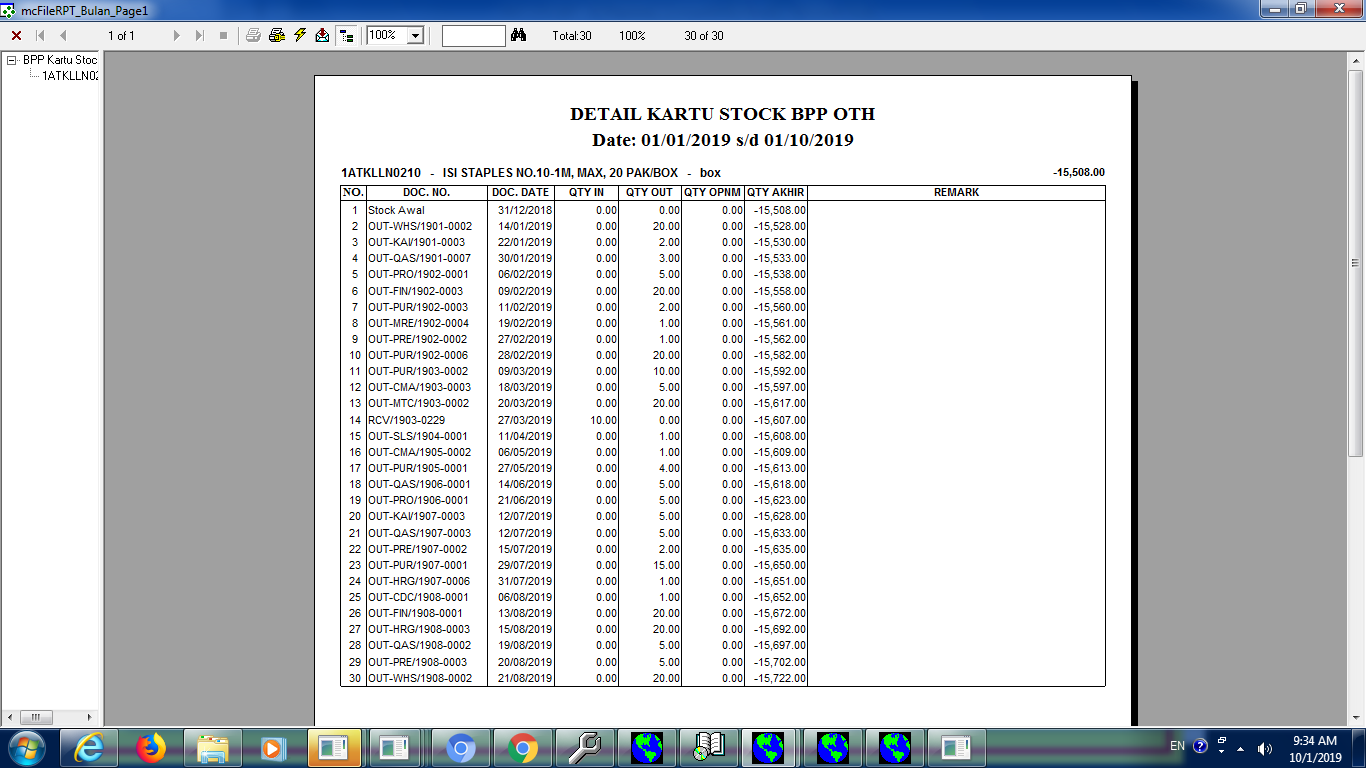 mcFileRPT_Bulan_Page1
1 of 1 100% Total:30 100% 30 of 30
BPP Kartu Stoc
1ATKLLN02
DETAIL KARTU STOCK BPP OTH
Date: 01/01/2019 s/d 01/10/2019
1ATKLLN0210 - ISI STAPLES NO.10-1M, MAX, 20 PAK/BOX - box -15,508.00
NO. DOC. NO. DOC. DATE QTY IN QTY OUT QTY OPNM QTY AKHIR REMARK
1 Stock Awal 31/12/2018 0.00 0.00 0.00 -15,508.00
2 OUT-WHS/1901-0002 14/01/2019 0.00 20.00 0.00 -15,528.00
3 OUT-KAI/1901-0003 22/01/2019 0.00 2.00 0.00 -15,530.00
4 OUT-QAS/1901-0007 30/01/2019 0.00 3.00 0.00 -15,533.00
5 OUT-PRO/1902-0001 06/02/2019 0.00 5.00 0.00 -15,538.00
6 OUT-FIN/1902-0003 09/02/2019 0.00 20.00 0.00 -15,558.00
7 OUT-PUR/1902-0003 11/02/2019 0.00 2.00 0.00 -15,560.00
8 OUT-MRE/1902-0004 19/02/2019 0.00 1.00 0.00 -15,561.00
9 OUT-PRE/1902-0002 27/02/2019 0.00 1.00 0.00 -15,562.00
10 OUT-PUR/1902-0006 28/02/2019 0.00 20.00 0.00 -15,582.00
11 OUT-PUR/1903-0002 09/03/2019 0.00 10.00 0.00 -15,592.00
12 OUT-CMA/1903-0003 18/03/2019 0.00 5.00 0.00 -15,597.00
13 OUT-MTC/1903-0002 20/03/2019 0.00 20.00 0.00 -15,617.00
14 RCV/1903-0229 27/03/2019 10.00 0.00 0.00 -15,607.00
15 OUT-SLS/1904-0001 11/04/2019 0.00 1.00 0.00 -15,608.00
16 OUT-CMA/1905-0002 06/05/2019 0.00 1.00 0.00 -15,609.00
17 OUT-PUR/1905-0001 27/05/2019 0.00 4.00 0.00 -15,613.00
18 OUT-QAS/1906-0001 14/06/2019 0.00 5.00 0.00 -15,618.00
19 OUT-PRO/1906-0001 21/06/2019 0.00 5.00 0.00 -15,623.00
20 OUT-KAI/1907-0003 12/07/2019 0.00 5.00 0.00 -15,628.00
21 OUT-QAS/1907-0003 12/07/2019 0.00 5.00 0.00 -15,633.00
22 OUT-PRE/1907-0002 15/07/2019 0.00 2.00 0.00 -15,635.00
23 OUT-PUR/1907-0001 29/07/2019 0.00 15.00 0.00 -15,650.00
24 OUT-HRG/1907-0006 31/07/2019 0.00 1.00 0.00 -15,651.00
25 OUT-CDC/1908-0001 06/08/2019 0.00 1.00 0.00 -15,652.00
26 OUT-FIN/1908-0001 13/08/2019 0.00 20.00 0.00 -15,672.00
27 OUT-HRG/1908-0003 15/08/2019 0.00 20.00 0.00 -15,692.00
28 OUT-QAS/1908-0002 19/08/2019 0.00 5.00 0.00 -15,697.00
29 OUT-PRE/1908-0003 20/08/2019 0.00 5.00 0.00 -15,702.00
30 OUT-WHS/1908-0002 21/08/2019 0.00 20.00 0.00 -15,722.00
EN 9:34 AM
10/1/2019